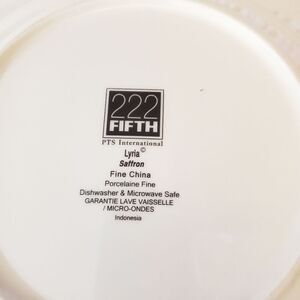 222
FIFTH
PTS International
Lyria©
Saffron
Fine China
Porcelaine Fine
Dishwasher & Microwave Safe
GARANTIE LAVE VAISSELLE
/ MICRO-ONDES
Indonesia